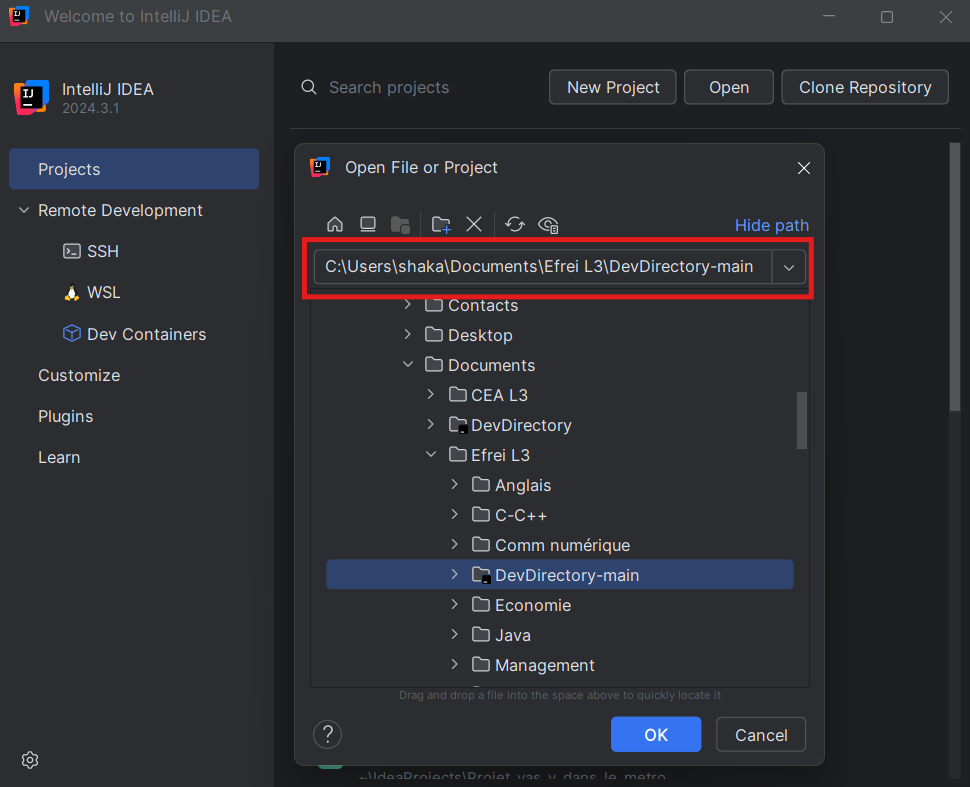 Welcome to IntelliJ IDEA
IntelliJ IDEA
2024.3.1
Search projects
New Project
Open
Clone Repository
Projects
Remote Development
SSH
WSL
Dev Containers
Customize
Plugins
Learn
Open File or Project
Hide path
C:\Users\shaka\Documents\Efrei L3\DevDirectory-main
Contacts
Desktop
Documents
CEA L3
DevDirectory
Efrei L3
Anglais
C-C++
Comm numérique
DevDirectory-main
Economie
Java
Management
Drag and drop a file into the space above to quickly locate it
?
OK
Cancel
~\IdeaProjects\Projet_vas_y_dans_le_metro